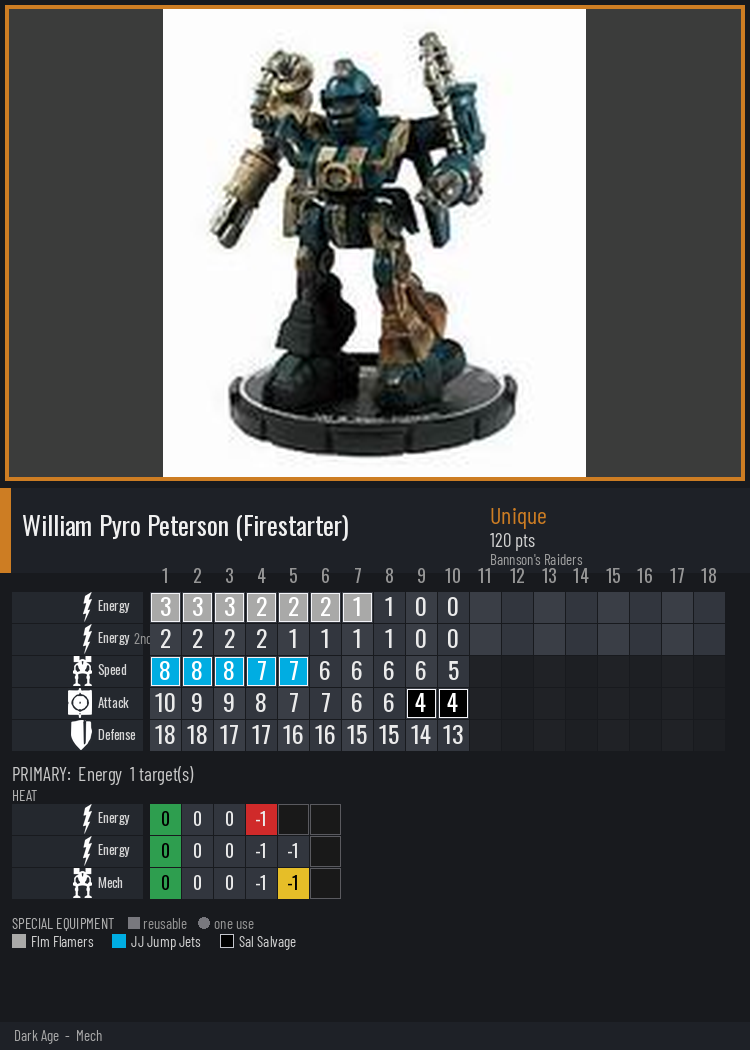 William Pyro Peterson (Firestarter)
Unique
120 pts
Bannson's Raiders
1 2 3 4 5 6 7 8 9 10 11 12 13 14 15 16 17 18
Energy 3 3 3 2 2 2 1 1 0 0
Energy 2nd 2 2 2 2 1 1 1 1 0 0
Speed 8 8 8 7 7 6 6 6 6 5
Attack 10 9 9 8 7 7 6 6 4 4
Defense 18 18 17 17 16 16 15 15 14 13
PRIMARY: Energy 1 target(s)
HEAT
Energy 0 0 0 -1
Energy 0 0 0 -1 -1
Mech 0 0 0 -1 -1
SPECIAL EQUIPMENT reusable one use
Flm Flamers JJ Jump Jets Sal Salvage
Dark Age - Mech